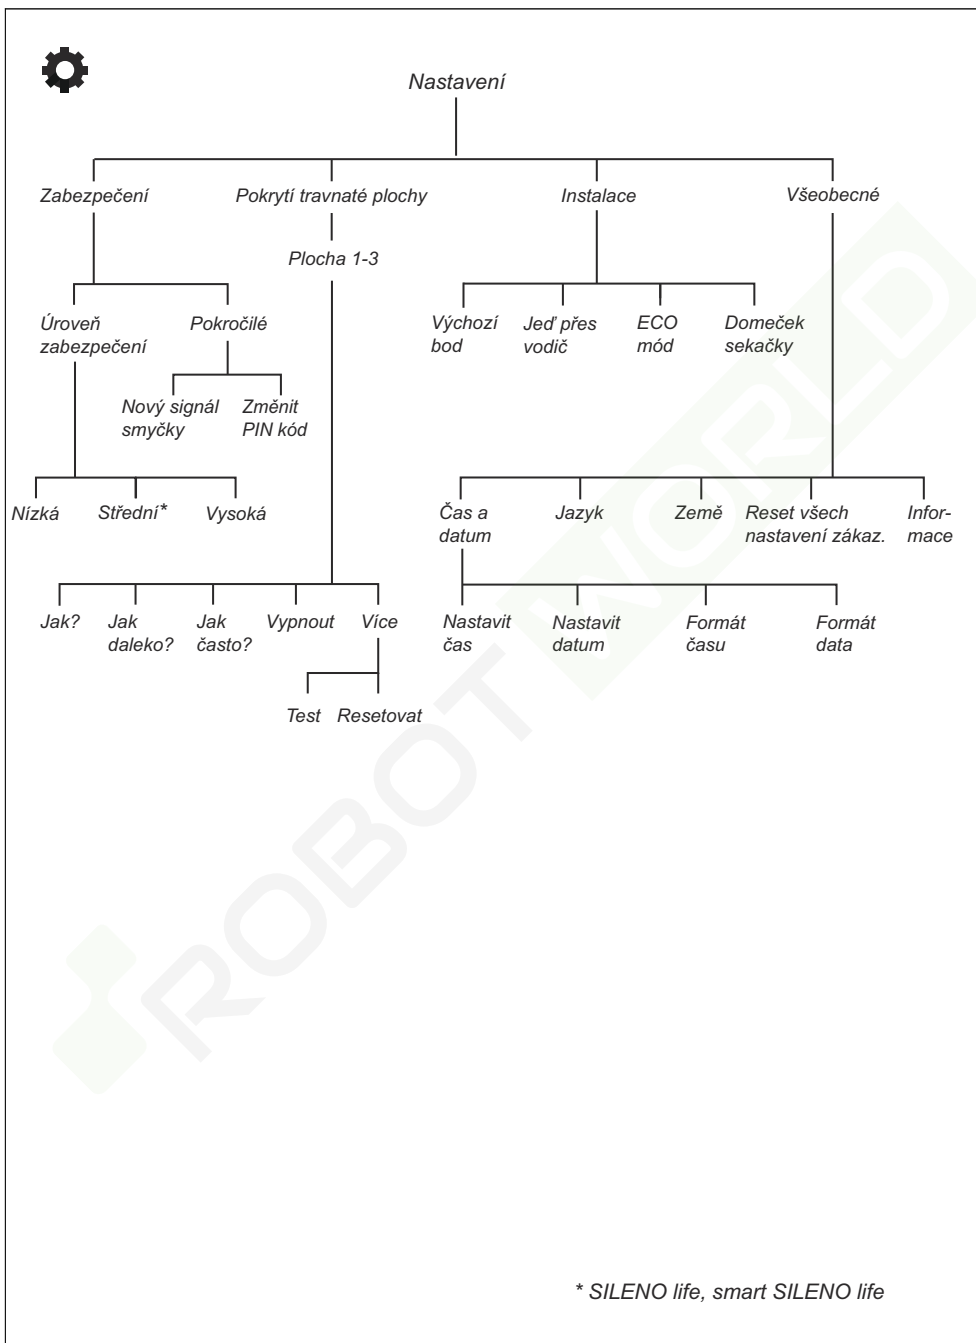 Nastavení
Zabezpečení
Pokrytí travnaté plochy
Instalace
Všeobecné
Plocha 1-3
Úroveň
zabezpečení
Pokročilé
Výchozí
bod
Jeď přes
vodič
ECO
mód
Domeček
sekačky
Nový signál
smyčky
Změnit
PIN kód
Nízká
Střední*
Vysoká
Čas a
datum
Jazyk
Země
Reset všech
nastavení zákaz.
Infor-
mace
Jak?
Jak
daleko?
Jak
často?
Vypnout
Více
Nastavit
čas
Nastavit
datum
Formát
času
Formát
data
Test
Resetovat
ROBOTWORLD
* SILENO life, smart SILENO life